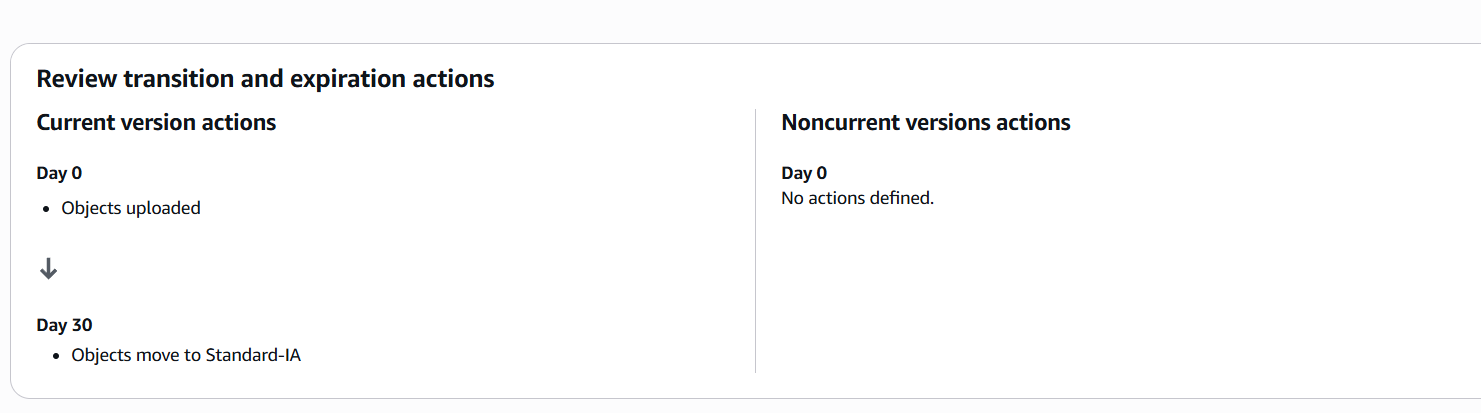 Review transition and expiration actions
Current version actions
Day 0
Objects uploaded
Day 30
Objects move to Standard-IA
Noncurrent versions actions
Day 0
No actions defined.